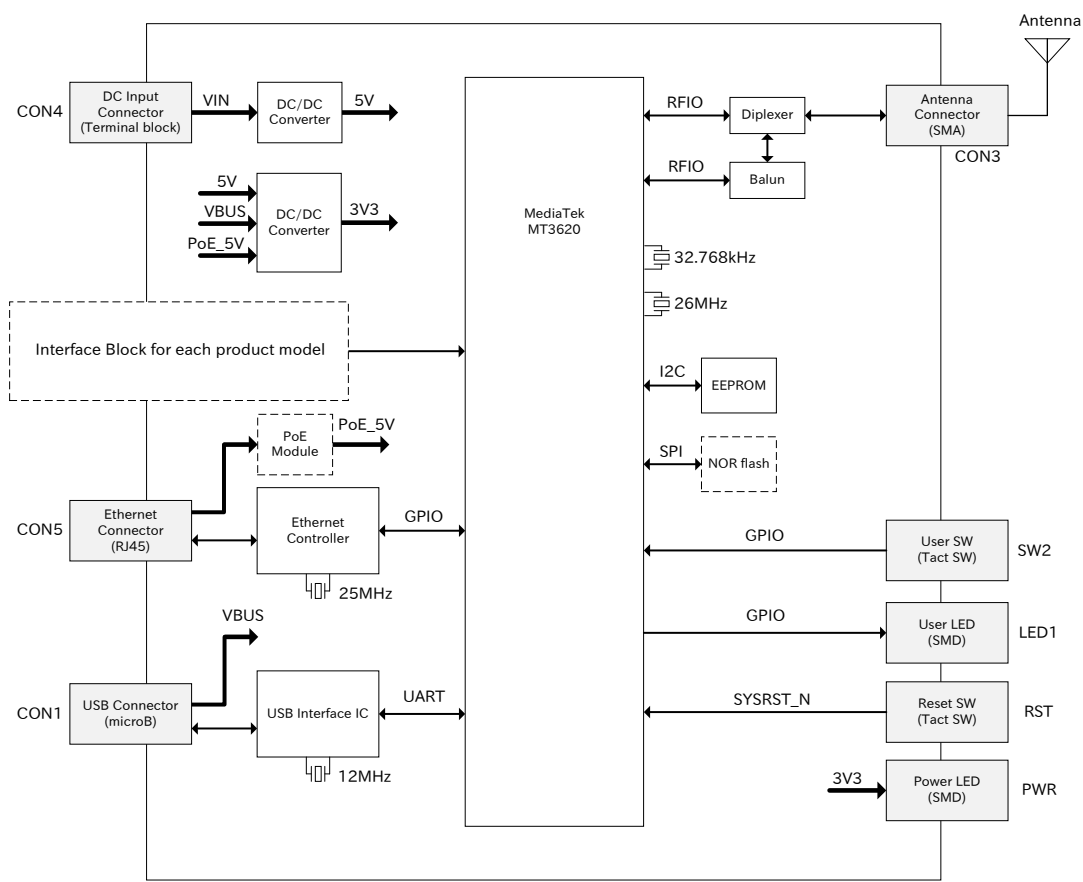 Antenna
CON4
DC Input
Connector
(Terminal block)
VIN
DC/DC
Converter
5V
MediaTek
MT3620
RFIO
Diplexer
Antenna
Connector
(SMA)
CON3
RFIO
Balun
5V
VBUS
PoE_5V
DC/DC
Converter
3V3
32.768kHz
26MHz
Interface Block for each product model
I2C
EEPROM
PoE
Module
PoE_5V
SPI
NOR flash
CON5
Ethernet
Connector
(RJ45)
Ethernet
Controller
GPIO
25MHz
GPIO
User SW
(Tact SW)
SW2
VBUS
GPIO
User LED
(SMD)
LED1
CON1
USB Connector
(microB)
USB Interface IC
UART
12MHz
SYSRST_N
Reset SW
(Tact SW)
RST
3V3
Power LED
(SMD)
PWR